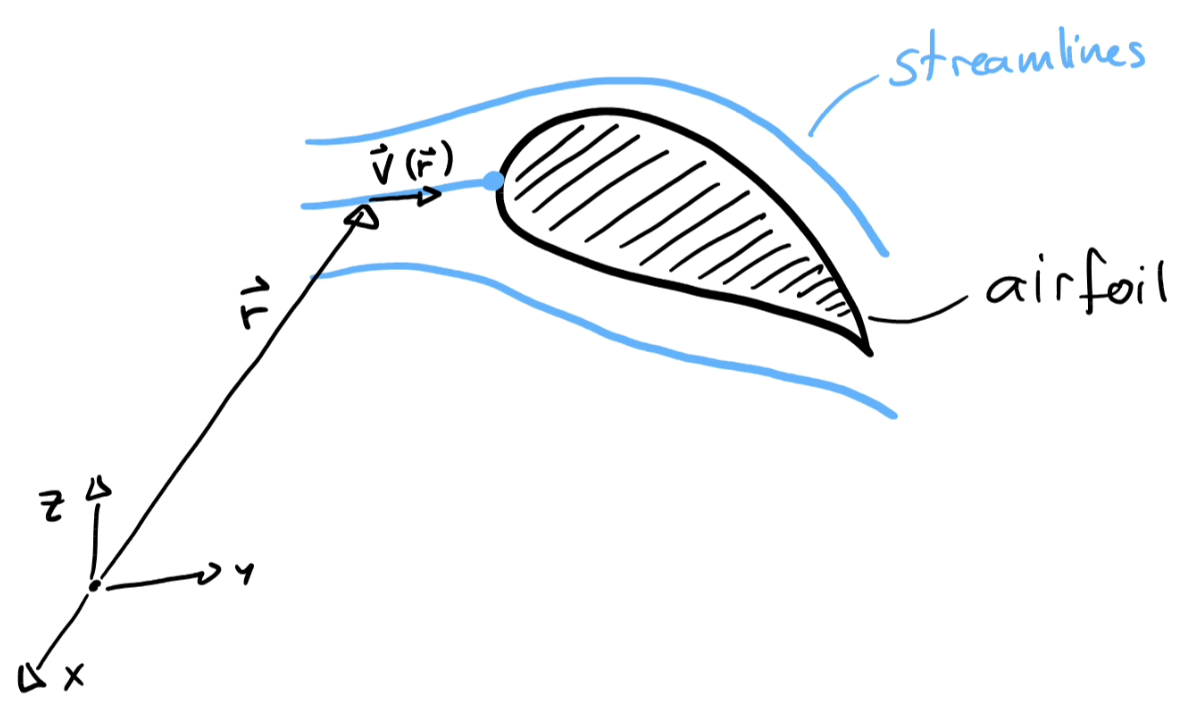 streamlines
v⃗ (r⃗)
airfoil
r⃗
z
y
x